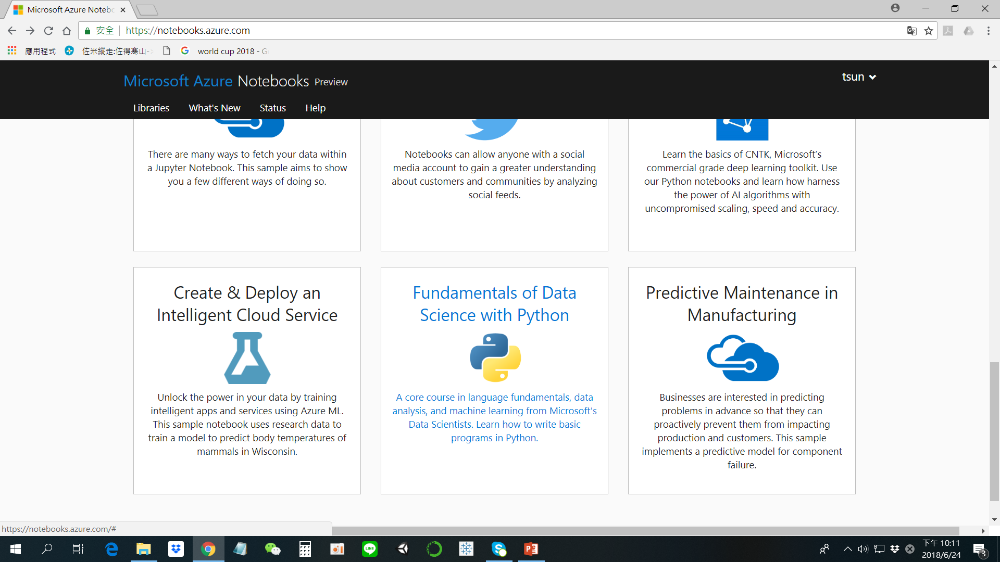 Microsoft Azure Noteb
安全 https://notebooks.azure.com
應用程式 佐米縱走:佐得寒山-> world cup 2018 - G
Microsoft Azure Notebooks Preview
tsun
Libraries What's New Status Help
There are many ways to fetch your data within
a Jupyter Notebook. This sample aims to show
you a few different ways of doing so.
Notebooks can allow anyone with a social
media account to gain a greater understanding
about customers and communities by analyzing
social feeds.
Learn the basics of CNTK, Microsoft’s
commercial grade deep learning toolkit. Use
our Python notebooks and learn how harness
the power of AI algorithms with
uncompromised scaling, speed and accuracy.
Create & Deploy an
Intelligent Cloud Service
Unlock the power in your data by training
intelligent apps and services using Azure ML.
This sample notebook uses research data to
train a model to predict body temperatures of
mammals in Wisconsin.
Fundamentals of Data
Science with Python
A core course in language fundamentals, data
analysis, and machine learning from Microsoft’s
Data Scientists. Learn how to write basic
programs in Python.
Predictive Maintenance in
Manufacturing
Businesses are interested in predicting
problems in advance so that they can
proactively prevent them from impacting
production and customers. This sample
implements a predictive model for component
failure.
https://notebooks.azure.com/#
LINE
下午 10:11
2018/6/24
3